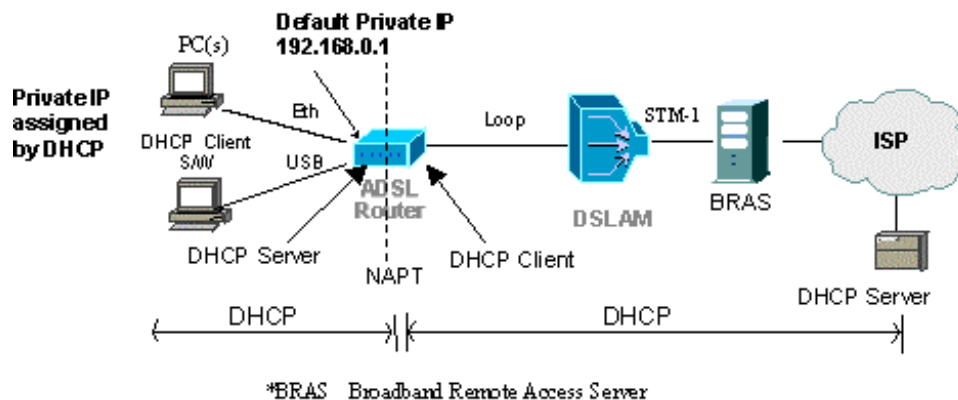 Default Private IP
192.168.0.1
PC(s)
Private IP
assigned
by DHCP
Eth
DHCP Client
S/W
USB
ADSL
Router
Loop
STM-1
DSLAM
BRAS
ISP
DHCP Server
NAPT
DHCP Client
DHCP Server
DHCP
DHCP
*BRAS Broadband Remote Access Server